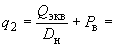 q₂ = Qэкв / Dн + Pв =